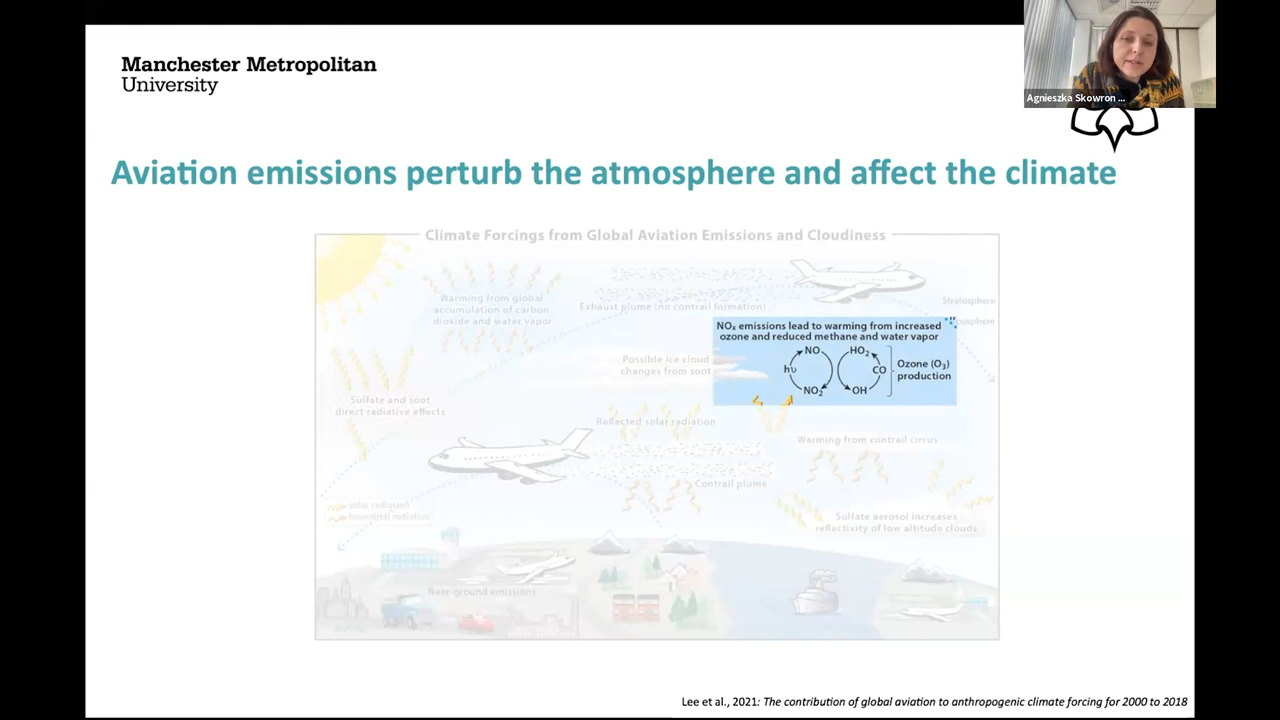 Manchester Metropolitan
University
Agnieszka Skowron ...
Aviation emissions perturb the atmosphere and affect the climate
Climate Forcings from Global Aviation Emissions and Cloudiness
Warming from global
accumulation of carbon
dioxide and water vapor
Exhaust plume (no contrail formation)
Stratosphere
posphere
NOₓ emissions lead to warming from increased
ozone and reduced methane and water vapor
NO
HO₂
hυ
CO
Ozone (O₃)
production
NO₂
OH
Possible ice cloud
changes from soot
Sulfate and soot
direct radiative effects
Reflected solar radiation
Warming from contrail cirrus
Contrail plume
solar radiation
terrestrial radiation
Sulfate aerosol increases
reflectivity of low altitude clouds
Near-ground emissions
Lee et al., 2021: The contribution of global aviation to anthropogenic climate forcing for 2000 to 2018